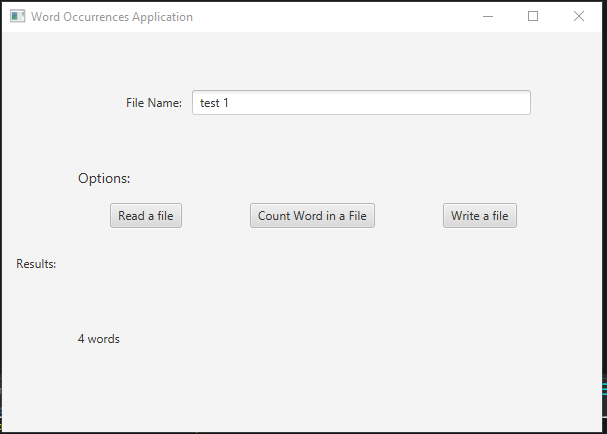 Word Occurrences Application
File Name: test 1
Options:
Read a file Count Word in a File Write a file
Results:
4 words